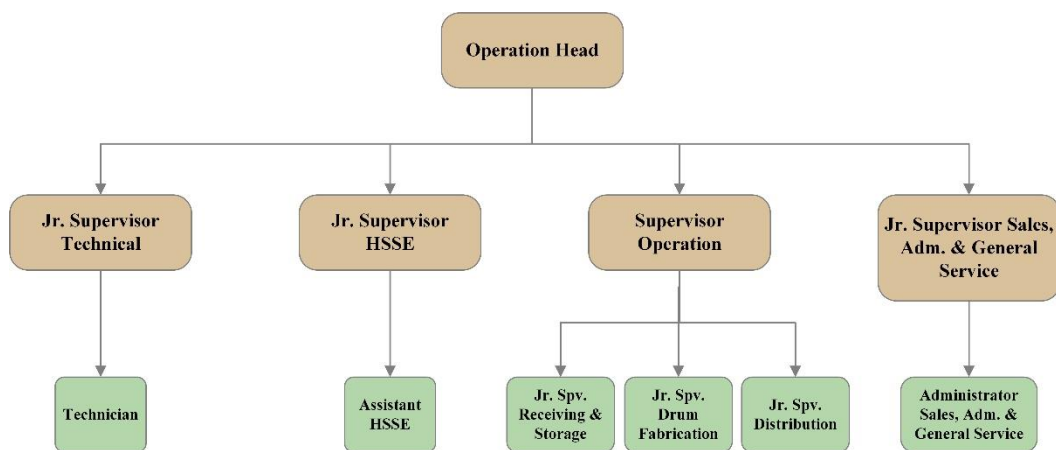 Operation Head
Jr. Supervisor
Technical
Jr. Supervisor
HSSE
Supervisor
Operation
Jr. Supervisor Sales,
Adm. & General
Service
Technician
Assistant
HSSE
Jr. Spv.
Receiving &
Storage
Jr. Spv.
Drum
Fabrication
Jr. Spv.
Distribution
Administrator
Sales, Adm. &
General Service